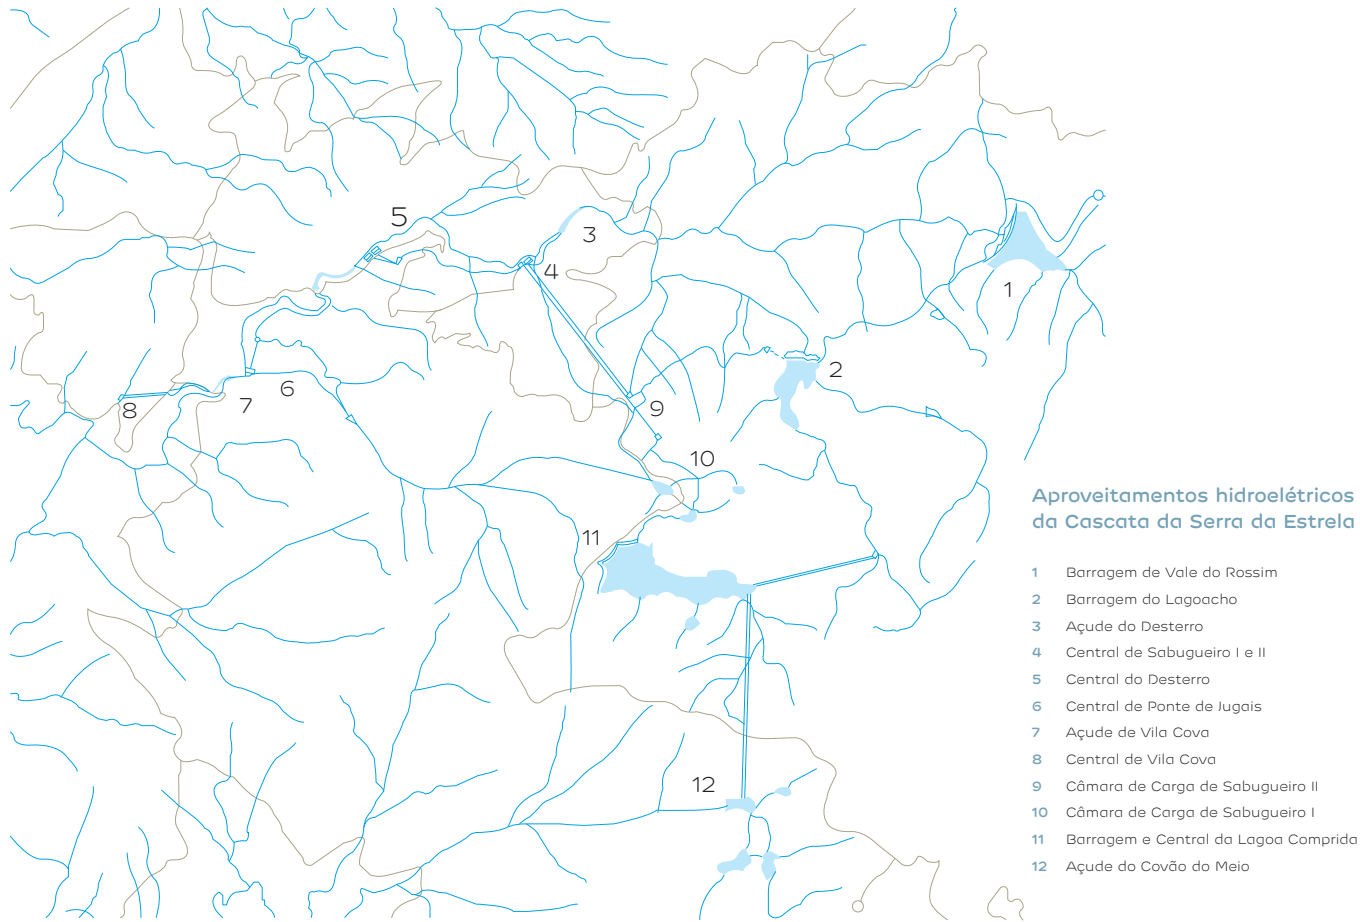 5
3
4
1
2
6
7
8
9
10
11
12
Aproveitamentos hidroelétricos
da Cascata da Serra da Estrela
1 Barragem de Vale do Rossim
2 Barragem do Lagoacho
3 Açude do Desterro
4 Central de Sabugueiro I e II
5 Central do Desterro
6 Central de Ponte de Jugais
7 Açude de Vila Cova
8 Central de Vila Cova
9 Câmara de Carga de Sabugueiro II
10 Câmara de Carga de Sabugueiro I
11 Barragem e Central da Lagoa Comprida
12 Açude do Covão do Meio